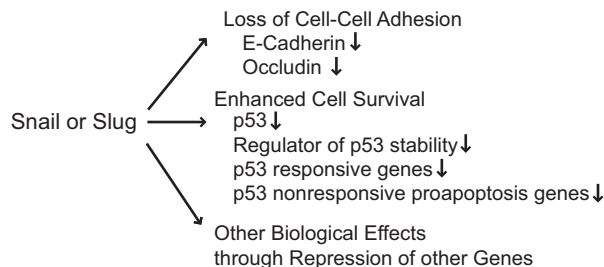 Loss of Cell-Cell Adhesion
E-Cadherin↓
Occludin ↓
Snail or Slug
Enhanced Cell Survival
p53↓
Regulator of p53 stability↓
p53 responsive genes↓
p53 nonresponsive proapoptosis genes↓
Other Biological Effects
through Repression of other Genes